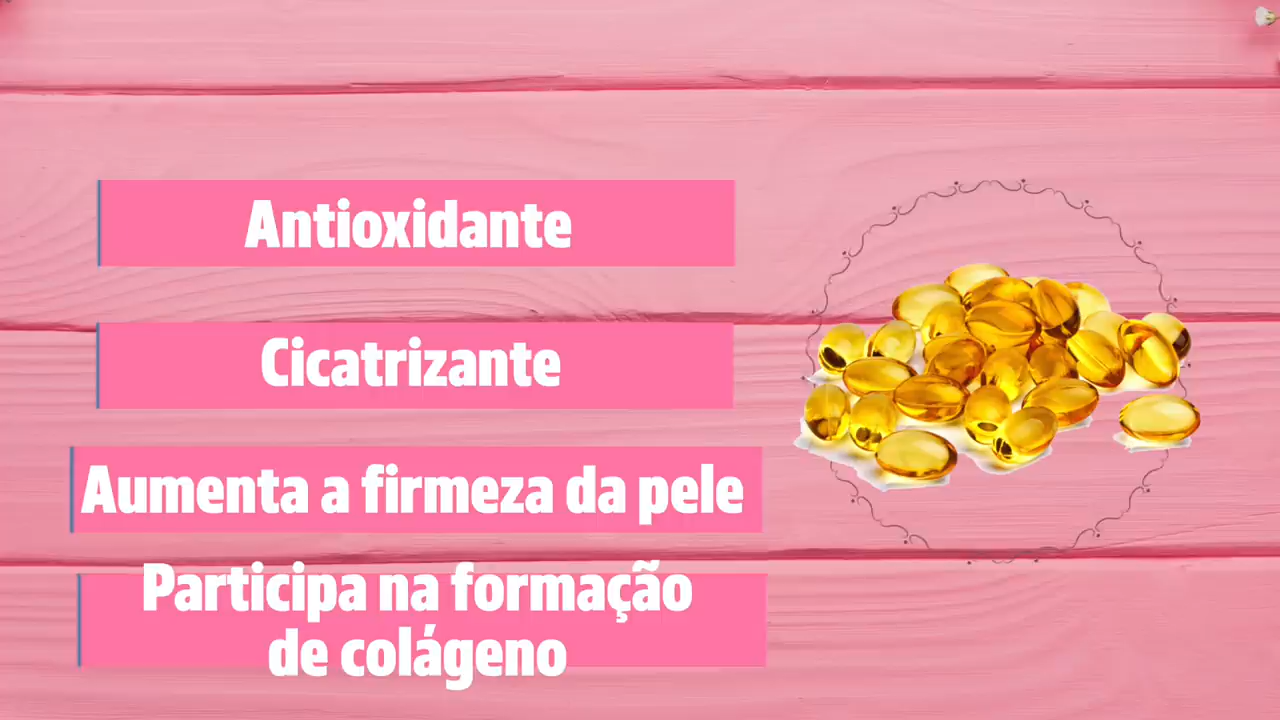 Antioxidante
Cicatrizante
Aumenta a firmeza da pele
Participa na formação
de colágeno